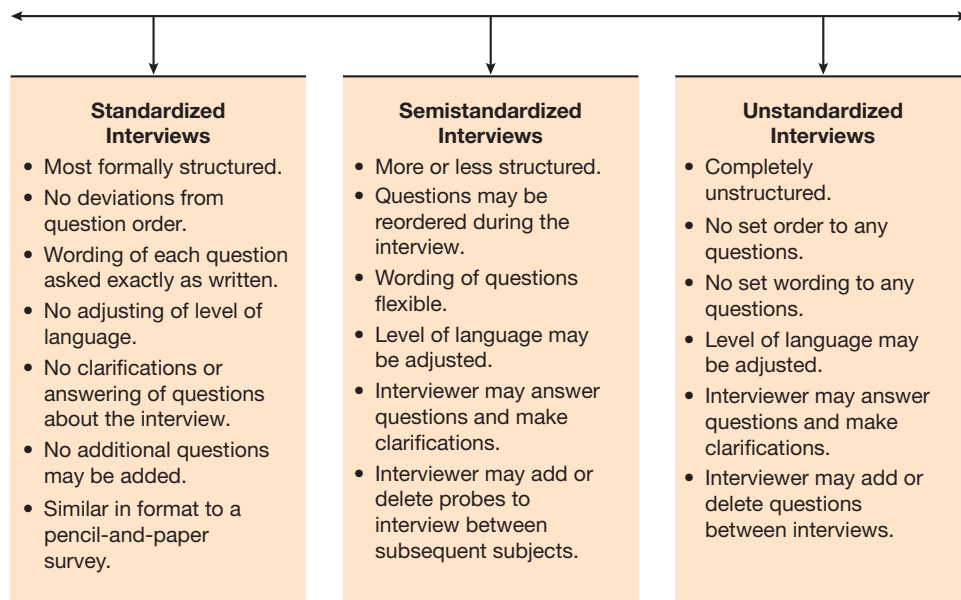 Standardized
Interviews
• Most formally structured.
• No deviations from
question order.
• Wording of each question
asked exactly as written.
• No adjusting of level of
language.
• No clarifications or
answering of questions
about the interview.
• No additional questions
may be added.
• Similar in format to a
pencil-and-paper
survey.
Semistandardized
Interviews
• More or less structured.
• Questions may be
reordered during the
interview.
• Wording of questions
flexible.
• Level of language may
be adjusted.
• Interviewer may answer
questions and make
clarifications.
• Interviewer may add or
delete probes to
interview between
subsequent subjects.
Unstandardized
Interviews
• Completely
unstructured.
• No set order to any
questions.
• No set wording to any
questions.
• Level of language may
be adjusted.
• Interviewer may answer
questions and make
clarifications.
• Interviewer may add or
delete questions
between interviews.